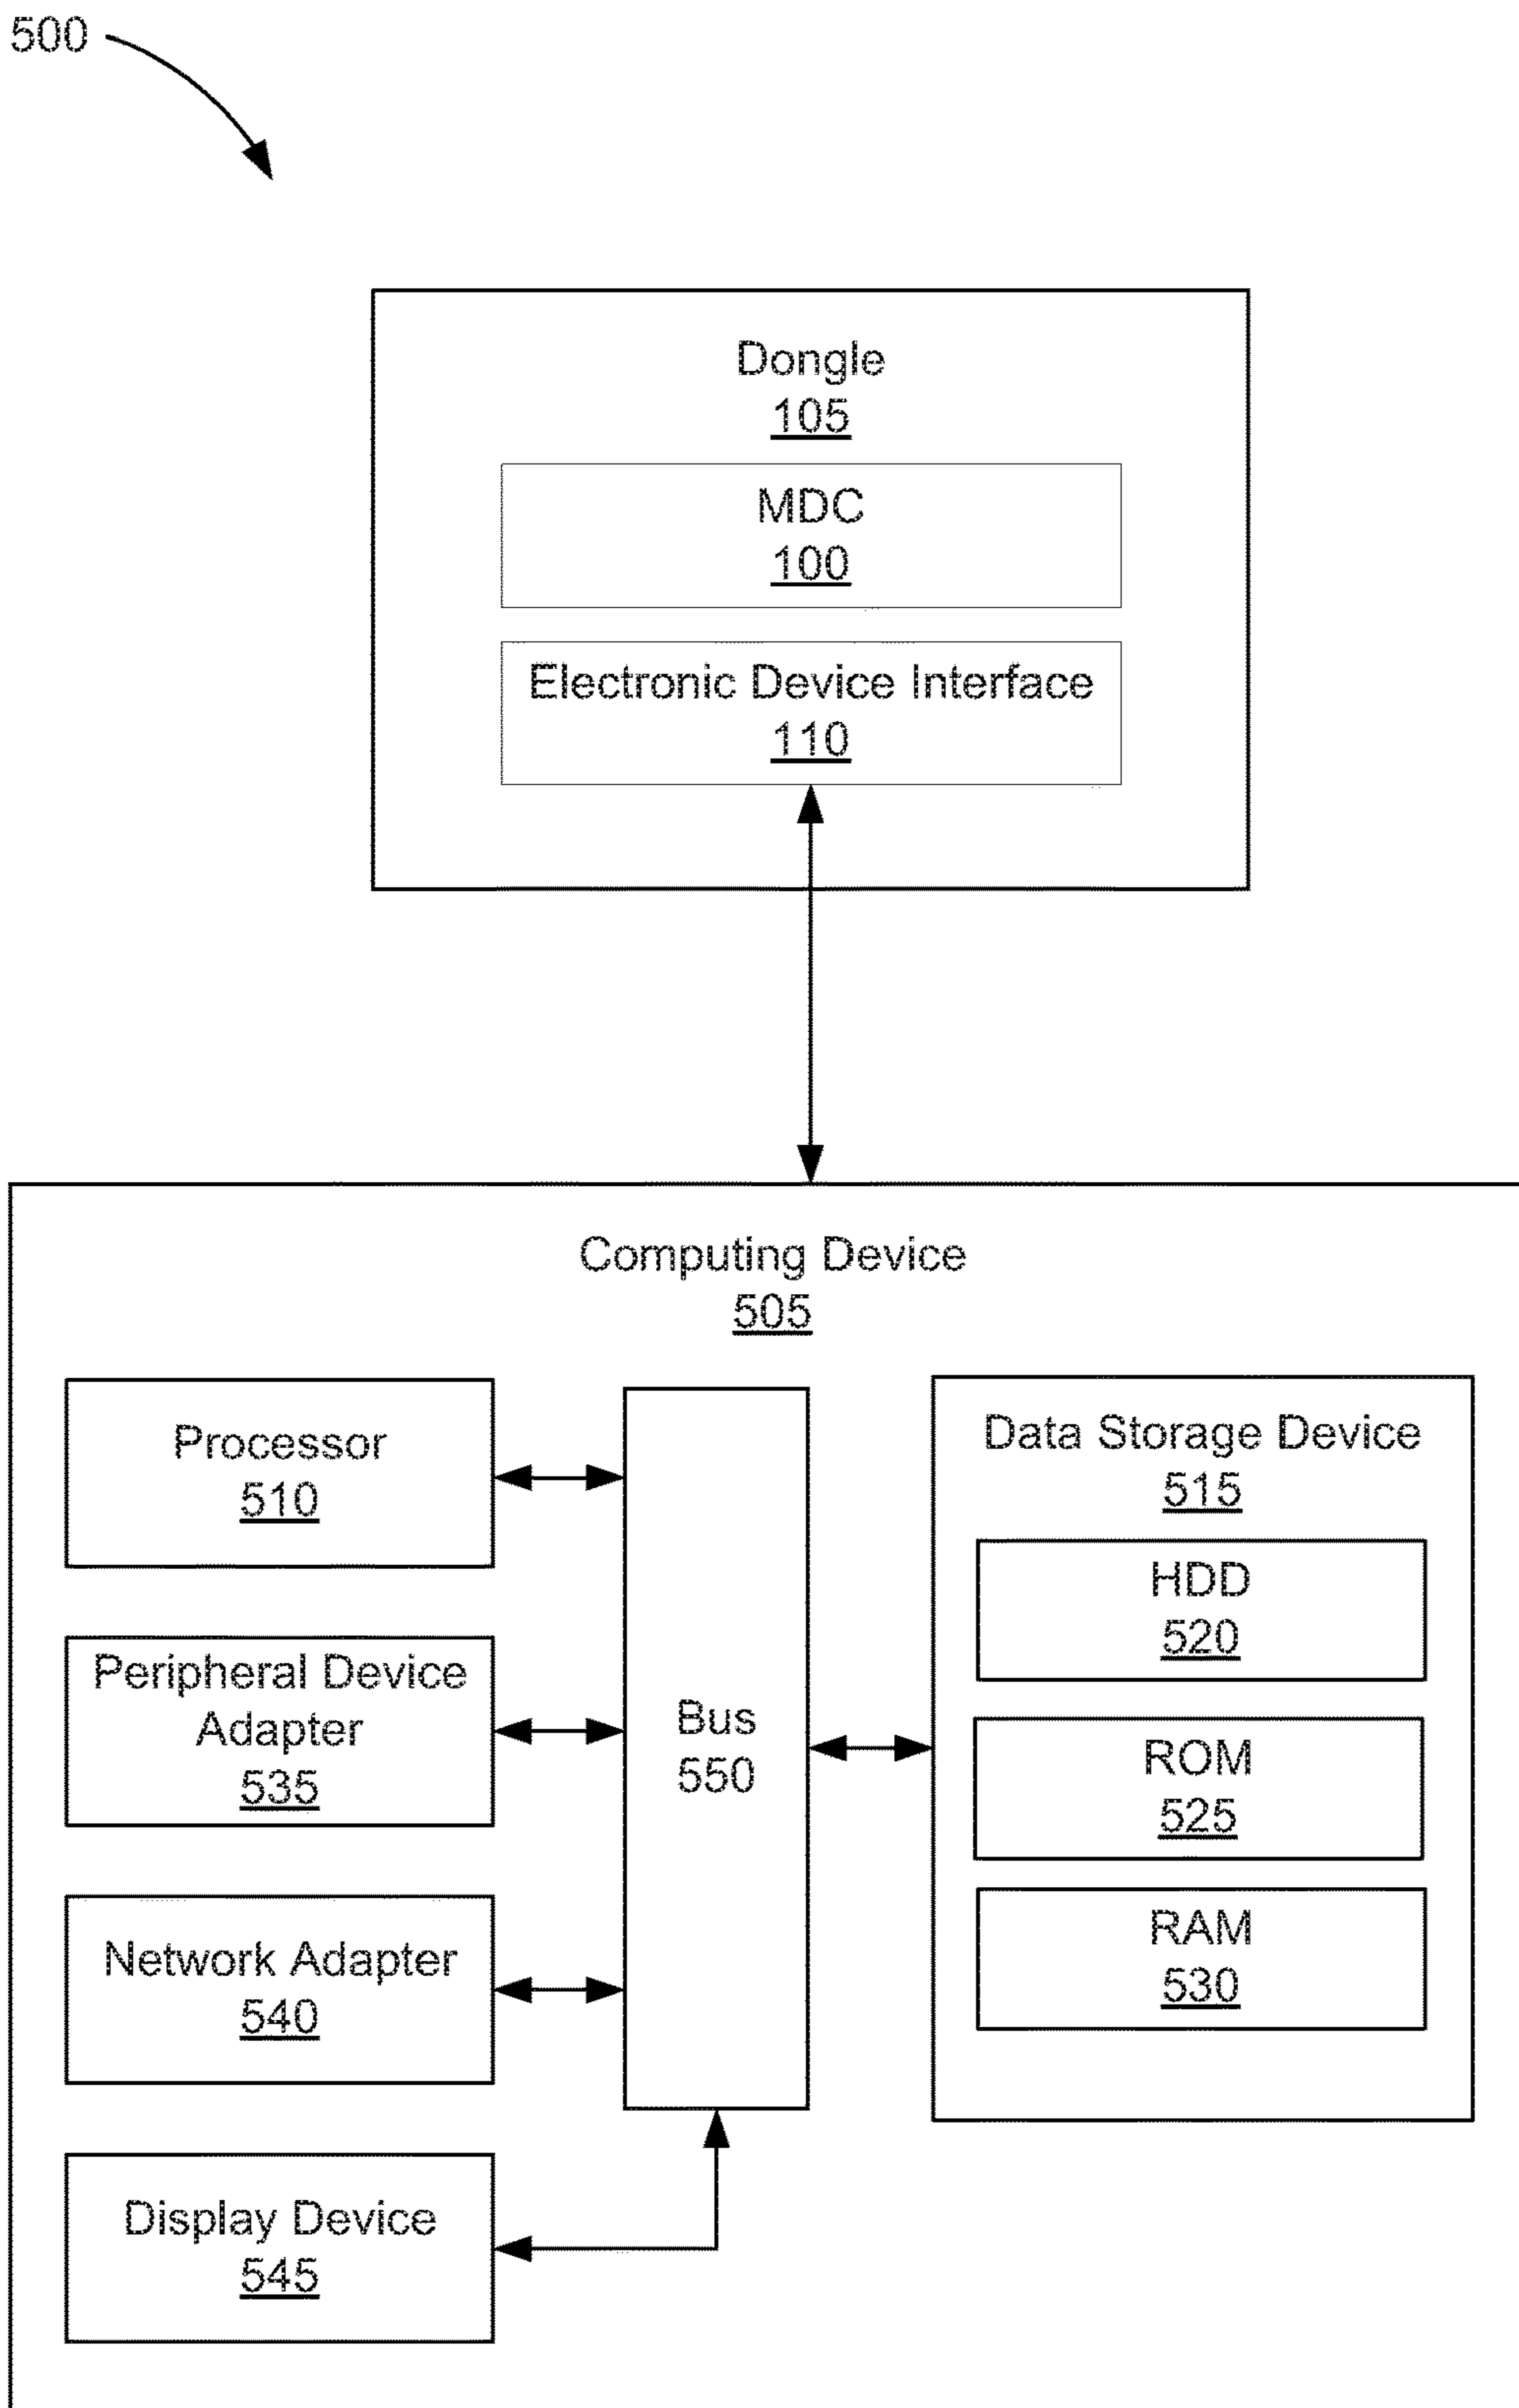 500
Dongle
105
MDC
100
Electronic Device Interface
110
Computing Device
505
Processor
510
Peripheral Device
Adapter
535
Network Adapter
540
Display Device
545
Bus
550
Data Storage Device
515
HDD
520
ROM
525
RAM
530